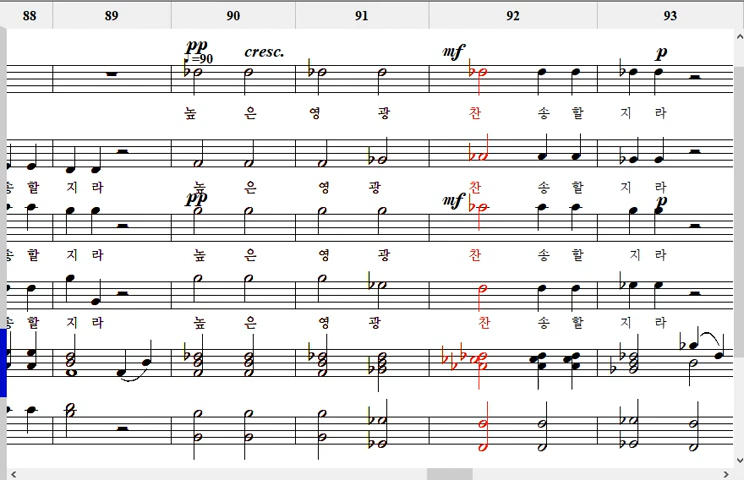 88 89 90 91 92 93
pp cresc. mf p
♩=90
높 은 영 광 찬 송 할 지 라
송 할 지 라 높 은 영 광 찬 송 할 지 라
pp mf p
송 할 지 라 높 은 영 광 찬 송 할 지 라
송 할 지 라 높 은 영 광 찬 송 할 지 라